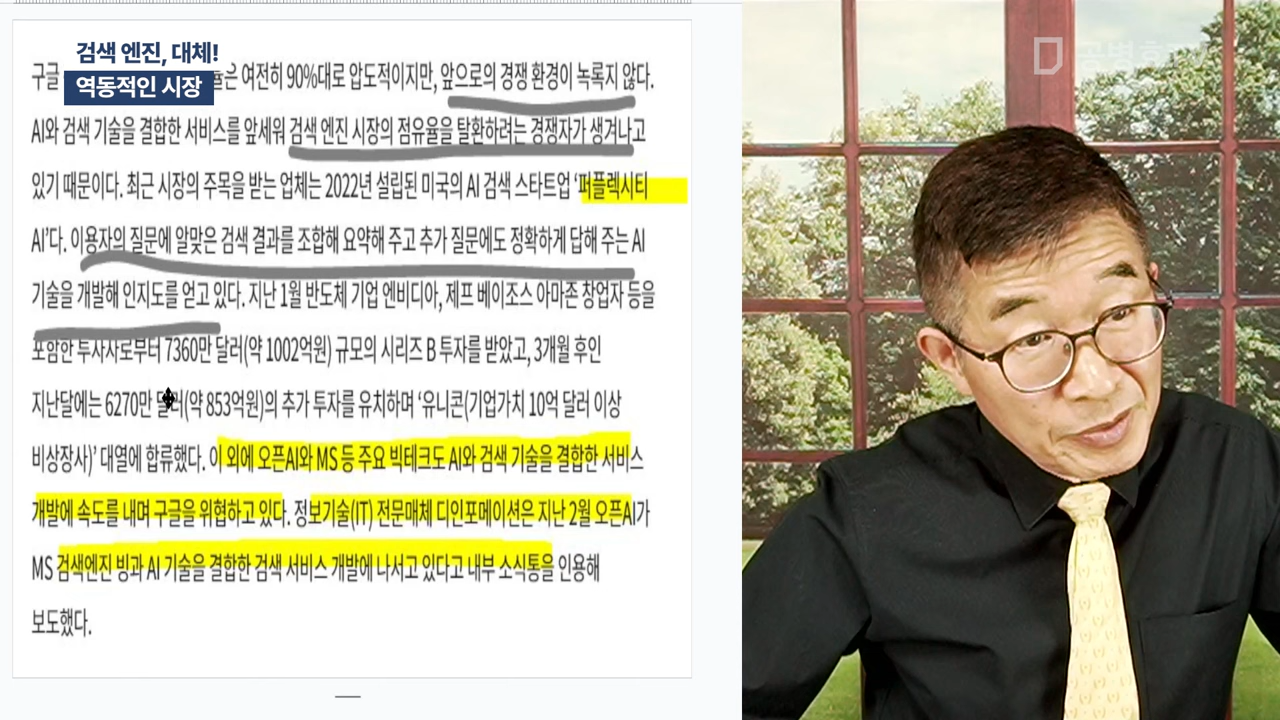 검색 엔진, 대체!
역동적인 시장
구글 은 여전히 90%대로 압도적이지만, 앞으로의 경쟁 환경이 녹록지 않다.
AI와 검색 기술을 결합한 서비스를 앞세워 검색 엔진 시장의 점유율을 탈환하려는 경쟁자가 생겨나고
있기 때문이다. 최근 시장의 주목을 받는 업체는 2022년 설립된 미국의 AI 검색 스타트업 ‘퍼플렉시티
AI’다. 이용자의 질문에 알맞은 검색 결과를 조합해 요약해 주고 추가 질문에도 정확하게 답해 주는 AI
기술을 개발해 인지도를 얻고 있다. 지난 1월 반도체 기업 엔비디아, 제프 베이조스 아마존 창업자 등을
포함한 투자자로부터 7360만 달러(약 1002억원) 규모의 시리즈 B 투자를 받았고, 3개월 후인
지난달에는 6270만 달러(약 853억원)의 추가 투자를 유치하며 ‘유니콘(기업가치 10억 달러 이상
비상장사)’ 대열에 합류했다. 이 외에 오픈AI와 MS 등 주요 빅테크도 AI와 검색 기술을 결합한 서비스
개발에 속도를 내며 구글을 위협하고 있다. 정보기술(IT) 전문매체 디인포메이션은 지난 2월 오픈AI가
MS 검색엔진 빙과 AI 기술을 결합한 검색 서비스 개발에 나서고 있다고 내부 소식통을 인용해
보도했다.
공병호TV